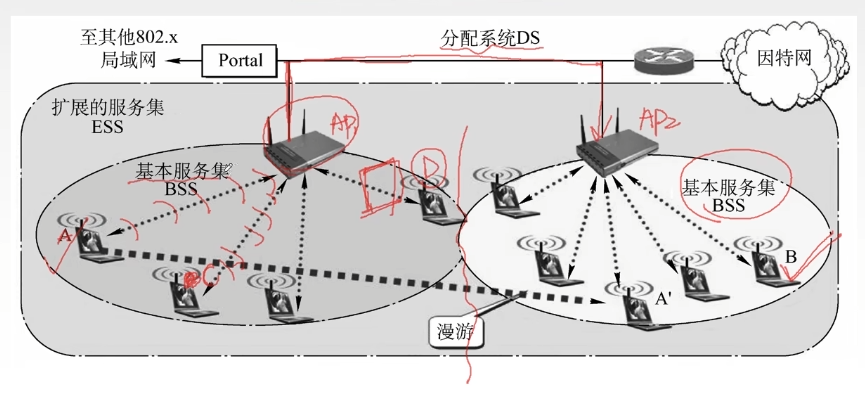 至其他802.x
局域网
Portal
分配系统DS
因特网
扩展的服务集
ESS
AP1
AP2
基本服务集
BSS
D
基本服务集
BSS
A
C
B
A'
漫游